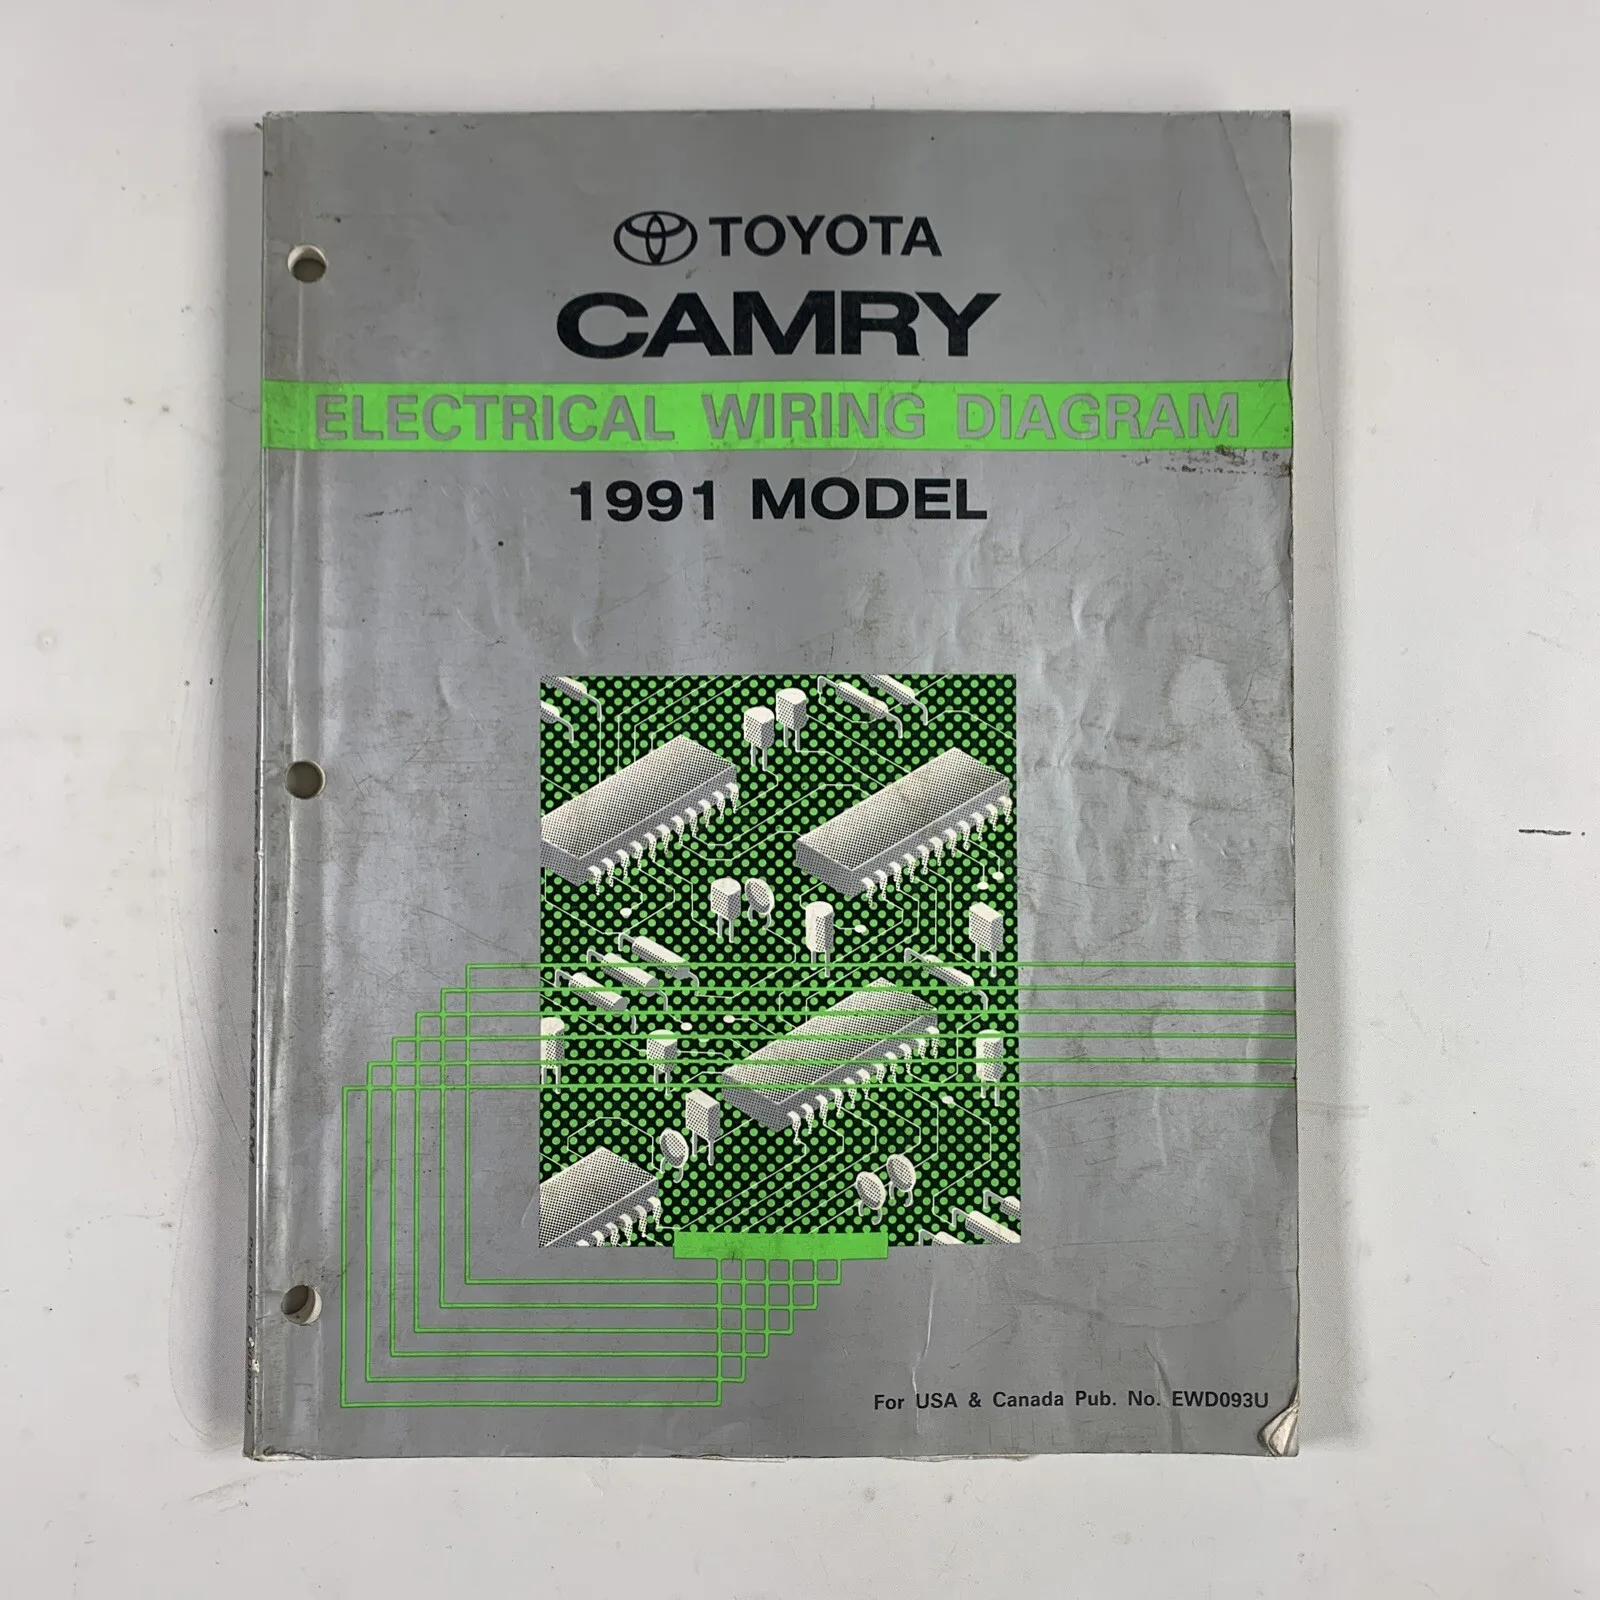 TOYOTA
CAMRY
ELECTRICAL WIRING DIAGRAM
1991 MODEL
For USA & Canada Pub. No. EWD093U